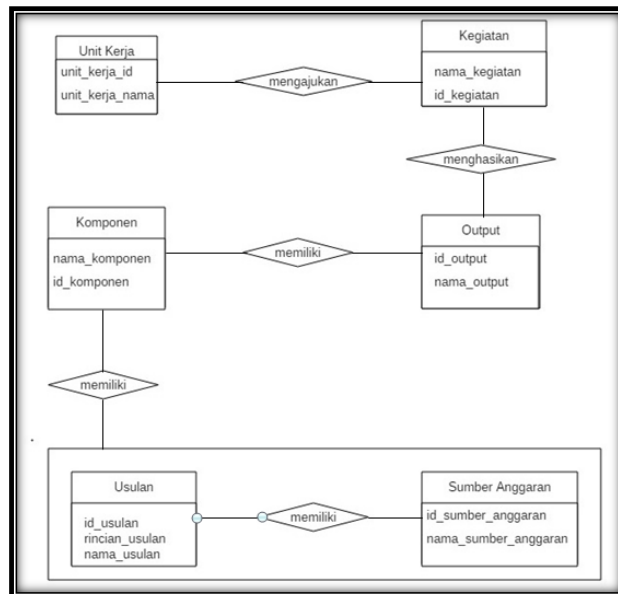 Unit Kerja
unit_kerja_id
unit_kerja_nama
mengajukan
Kegiatan
nama_kegiatan
id_kegiatan
menghasikan
Komponen
nama_komponen
id_komponen
memiliki
Output
id_output
nama_output
memiliki
Usulan
id_usulan
rincian_usulan
nama_usulan
memiliki
Sumber Anggaran
id_sumber_anggaran
nama_sumber_anggaran